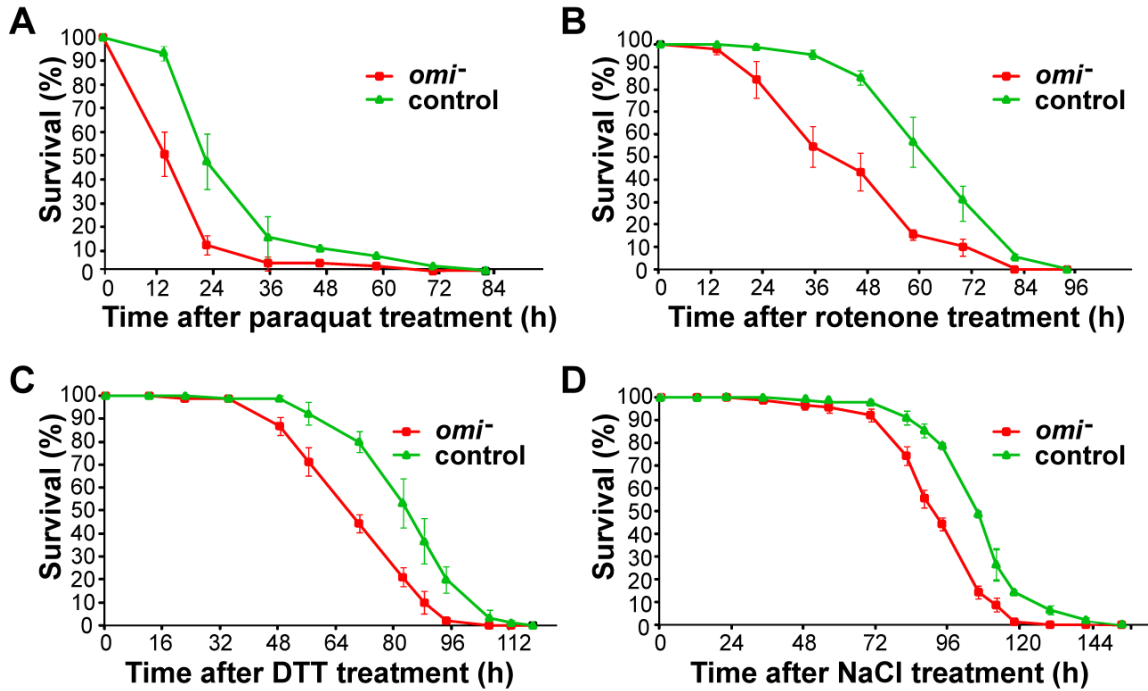 A
Survival (%)
100
90
80
70
60
50
40
30
20
10
0
omi-
control
0 12 24 36 48 60 72 84
Time after paraquat treatment (h)
B
Survival (%)
100
90
80
70
60
50
40
30
20
10
0
omi-
control
0 12 24 36 48 60 72 84 96
Time after rotenone treatment (h)
C
Survival (%)
100
90
80
70
60
50
40
30
20
10
0
omi-
control
0 16 32 48 64 80 96 112
Time after DTT treatment (h)
D
Survival (%)
100
90
80
70
60
50
40
30
20
10
0
omi-
control
0 24 48 72 96 120 144
Time after NaCl treatment (h)